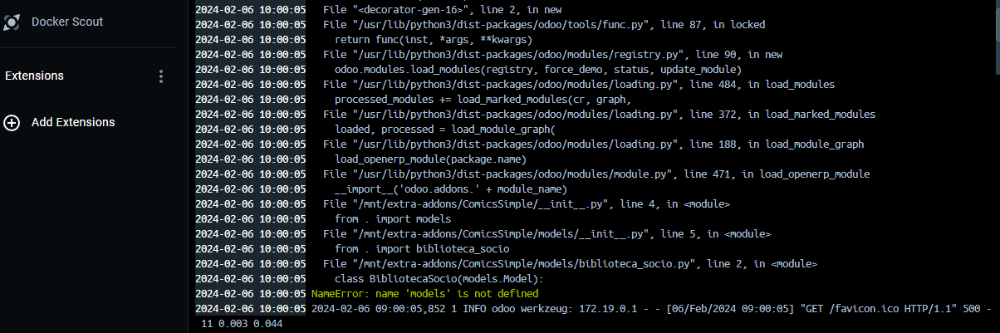 Docker Scout
Extensions
Add Extensions
2024-02-06 10:00:05 File "<decorator-gen-16>", line 2, in new
2024-02-06 10:00:05 File "/usr/lib/python3/dist-packages/odoo/tools/func.py", line 87, in locked
2024-02-06 10:00:05 return func(inst, *args, **kwargs)
2024-02-06 10:00:05 File "/usr/lib/python3/dist-packages/odoo/modules/registry.py", line 90, in new
2024-02-06 10:00:05 odoo.modules.load_modules(registry, force_demo, status, update_module)
2024-02-06 10:00:05 File "/usr/lib/python3/dist-packages/odoo/modules/loading.py", line 484, in load_modules
2024-02-06 10:00:05 processed_modules += load_marked_modules(cr, graph,
2024-02-06 10:00:05 File "/usr/lib/python3/dist-packages/odoo/modules/loading.py", line 372, in load_marked_modules
2024-02-06 10:00:05 loaded, processed = load_module_graph(
2024-02-06 10:00:05 File "/usr/lib/python3/dist-packages/odoo/modules/loading.py", line 188, in load_module_graph
2024-02-06 10:00:05 load_openerp_module(package.name)
2024-02-06 10:00:05 File "/usr/lib/python3/dist-packages/odoo/modules/module.py", line 471, in load_openerp_module
2024-02-06 10:00:05 __import__('odoo.addons.' + module_name)
2024-02-06 10:00:05 File "/mnt/extra-addons/ComicsSimple/__init__.py", line 4, in <module>
2024-02-06 10:00:05 from . import models
2024-02-06 10:00:05 File "/mnt/extra-addons/ComicsSimple/models/__init__.py", line 5, in <module>
2024-02-06 10:00:05 from . import biblioteca_socio
2024-02-06 10:00:05 File "/mnt/extra-addons/ComicsSimple/models/biblioteca_socio.py", line 2, in <module>
2024-02-06 10:00:05 class BibliotecaSocio(models.Model):
2024-02-06 10:00:05 NameError: name 'models' is not defined
2024-02-06 10:00:05 2024-02-06 09:00:05,852 1 INFO odoo werkzeug: 172.19.0.1 - - [06/Feb/2024 09:00:05] "GET /favicon.ico HTTP/1.1" 500 -
11 0.003 0.044